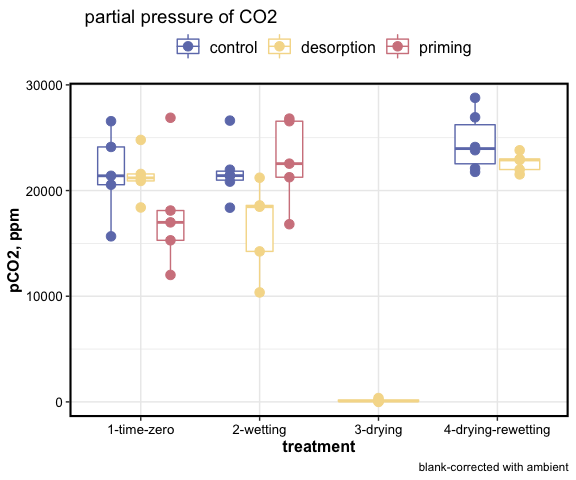 partial pressure of CO2
control desorption priming
30000
20000
10000
0
pCO2, ppm
1-time-zero 2-wetting 3-drying 4-drying-rewetting
treatment
blank-corrected with ambient